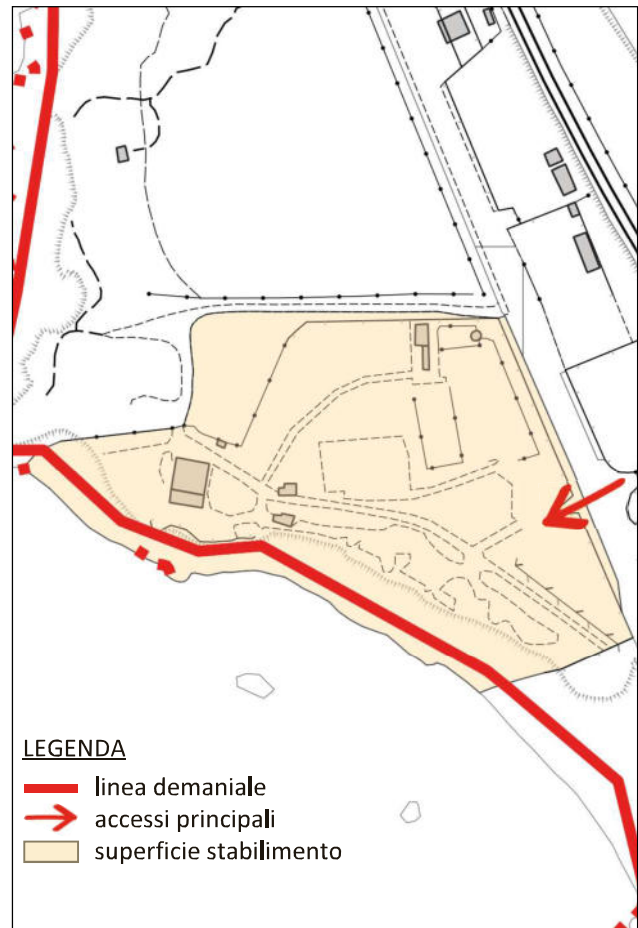 LEGENDA
linea demaniale
accessi principali
superficie stabilimento